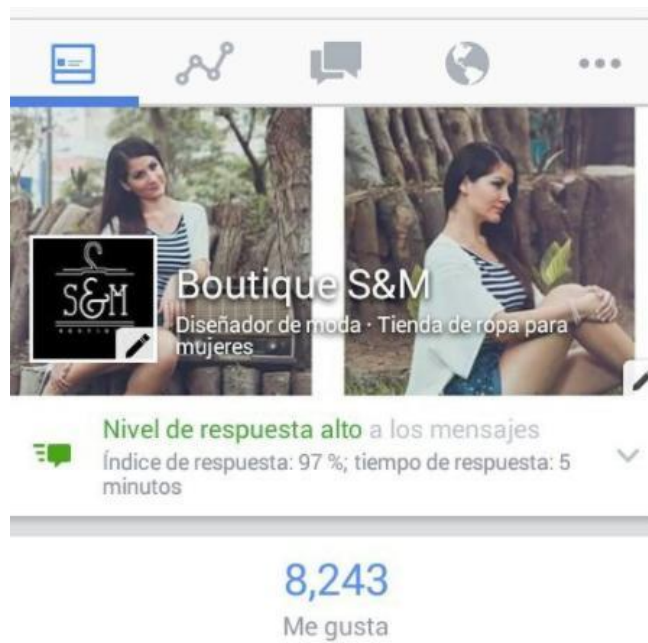 S&M
BOUTIQUE
Boutique S&M
Diseñador de moda · Tienda de ropa para
mujeres
Nivel de respuesta alto a los mensajes
Índice de respuesta: 97 %; tiempo de respuesta: 5
minutos
8,243
Me gusta